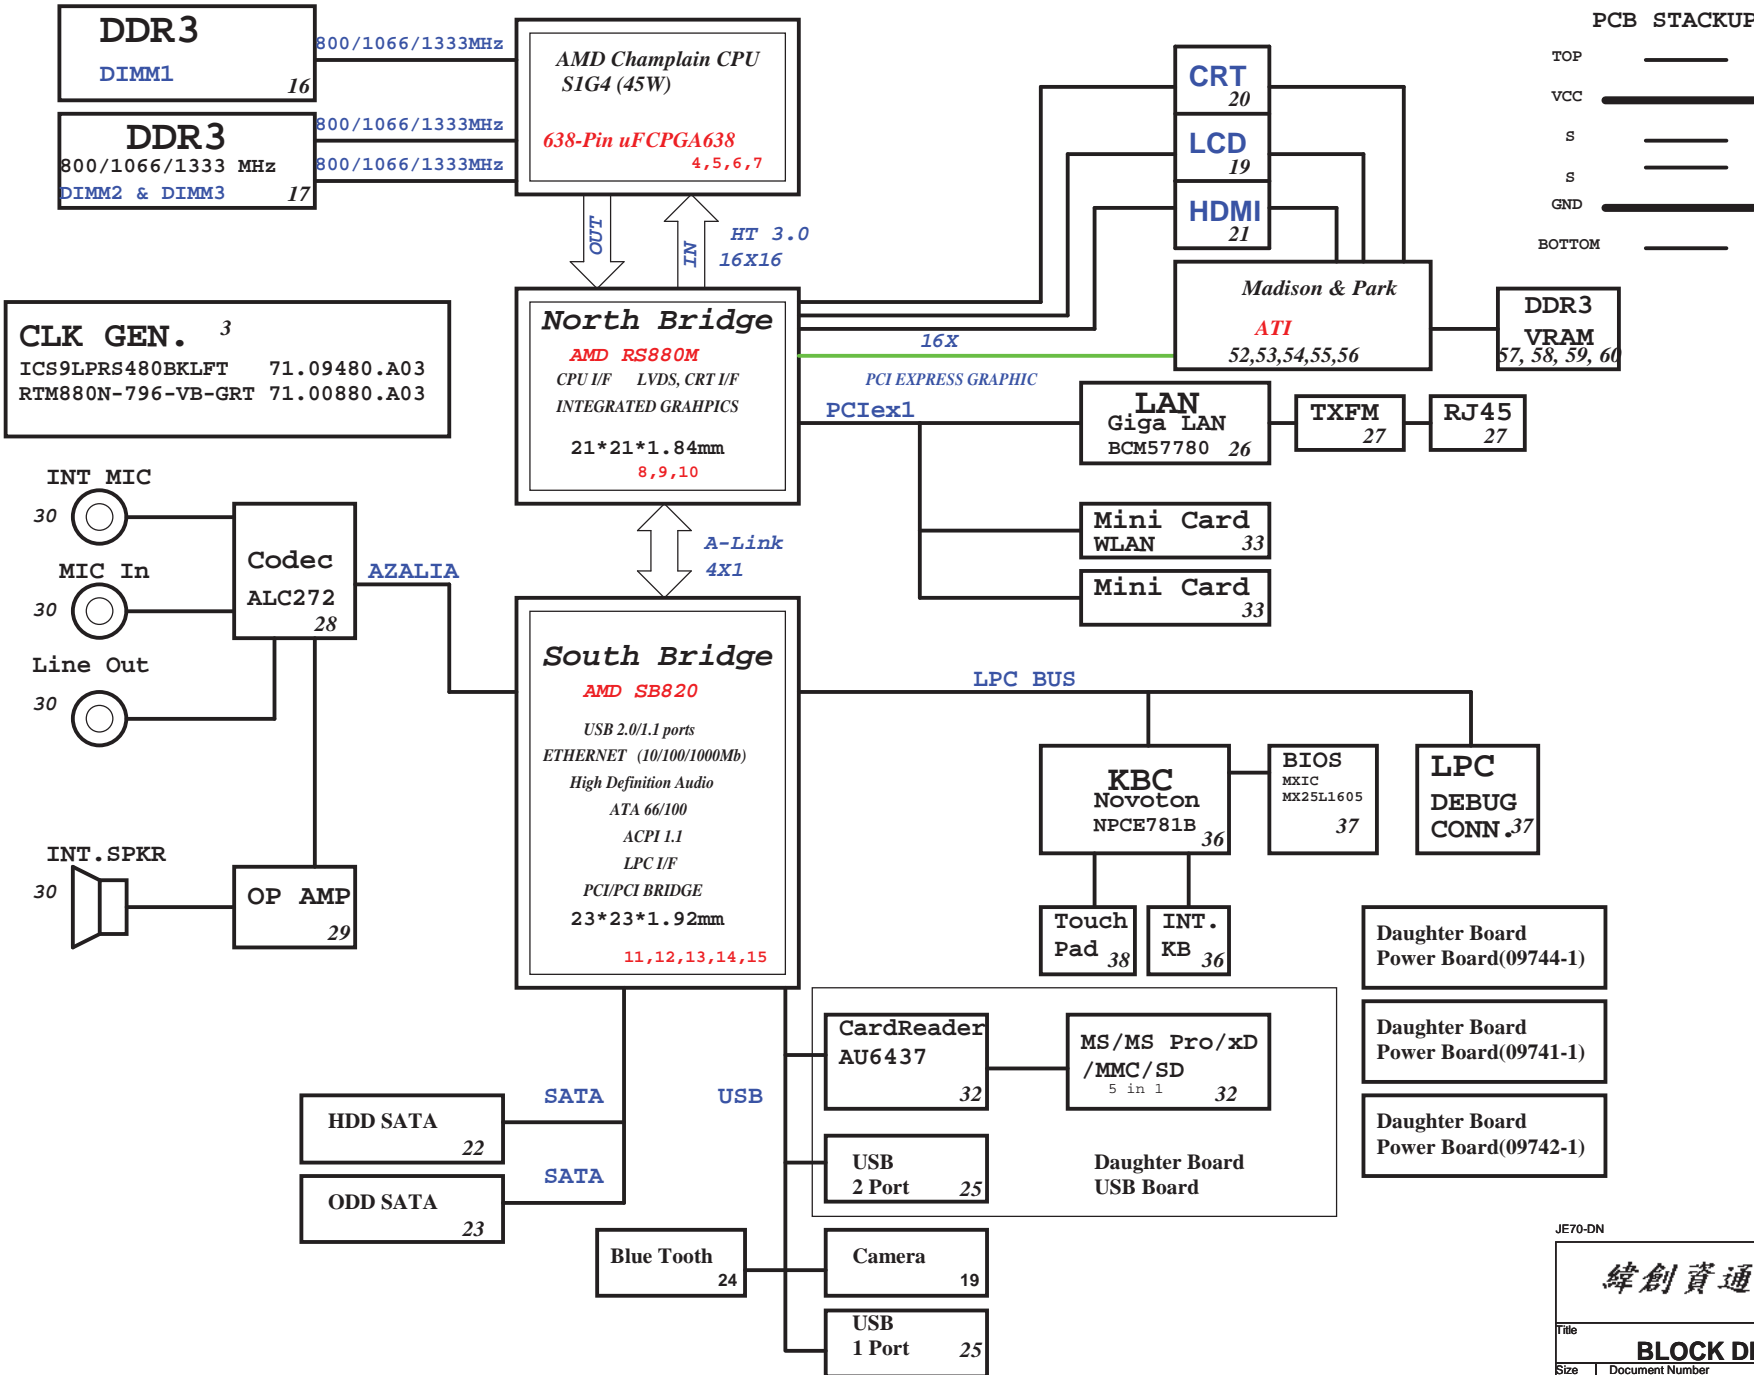 DDR3
DIMM1
16
800/1066/1333MHz
DDR3
800/1066/1333 MHz
DIMM2 & DIMM3
17
800/1066/1333MHz
800/1066/1333MHz
AMD Champlain CPU
S1G4 (45W)
638-Pin uFCPGA638
4,5,6,7
OUT
IN
HT 3.0
16X16
CRT
20
LCD
19
HDMI
21
PCB STACKUP
TOP
VCC
S
S
GND
BOTTOM
CLK GEN.
3
ICS9LPRS480BKLFT 71.09480.A03
RTM880N-796-VB-GRT 71.00880.A03
North Bridge
AMD RS880M
CPU I/F LVDS, CRT I/F
INTEGRATED GRAHPICS
21*21*1.84mm
8,9,10
16X
PCI EXPRESS GRAPHIC
Madison & Park
ATI
52,53,54,55,56
DDR3
VRAM
57, 58, 59, 60
PCIex1
LAN
Giga LAN
BCM57780 26
TXFM
27
RJ45
27
Mini Card
WLAN
33
Mini Card
33
A-Link
4X1
INT MIC
30
MIC In
30
Line Out
30
Codec
ALC272
28
AZALIA
INT.SPKR
30
OP AMP
29
South Bridge
AMD SB820
USB 2.0/1.1 ports
ETHERNET (10/100/1000Mb)
High Definition Audio
ATA 66/100
ACPI 1.1
LPC I/F
PCI/PCI BRIDGE
23*23*1.92mm
11,12,13,14,15
LPC BUS
KBC
Novoton
NPCE781B
36
BIOS
MXIC
MX25L1605
37
LPC
DEBUG
CONN.
37
Touch
Pad
38
INT.
KB
36
Daughter Board
Power Board(09744-1)
Daughter Board
Power Board(09741-1)
Daughter Board
Power Board(09742-1)
SATA
HDD SATA
22
SATA
ODD SATA
23
USB
CardReader
AU6437
32
MS/MS Pro/xD
/MMC/SD
5 in 1
32
USB
2 Port
25
Daughter Board
USB Board
Blue Tooth
24
Camera
19
USB
1 Port
25
JE70-DN
緯創資通
Title
BLOCK DI
Size
Document Number